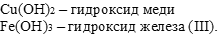 Cu(OH)₂ – гидроксид меди
Fe(OH)₃ – гидроксид железа (III).